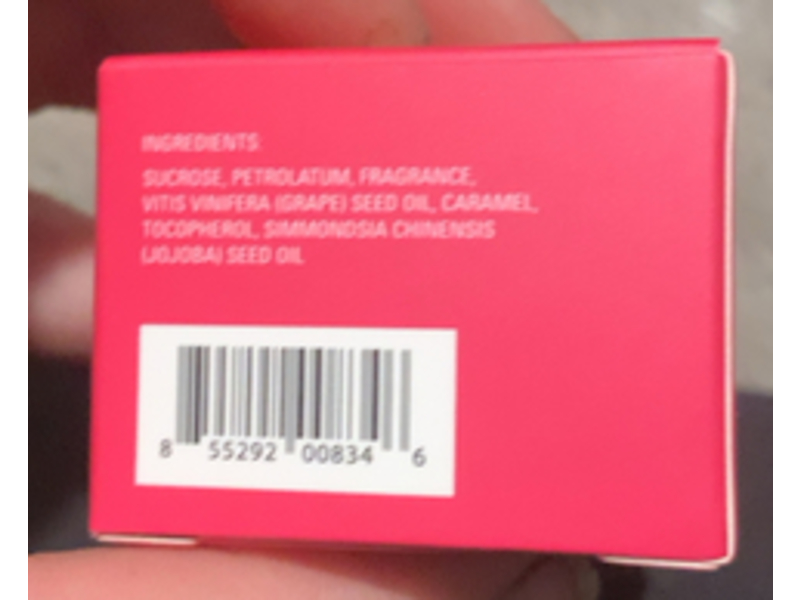 INGREDIENTS:
SUCROSE, PETROLATUM, FRAGRANCE,
VITIS VINIFERA (GRAPE) SEED OIL, CARAMEL,
TOCOPHEROL, SIMMONDSIA CHINENSIS
(JOJOBA) SEED OIL
8 55292 00834 6